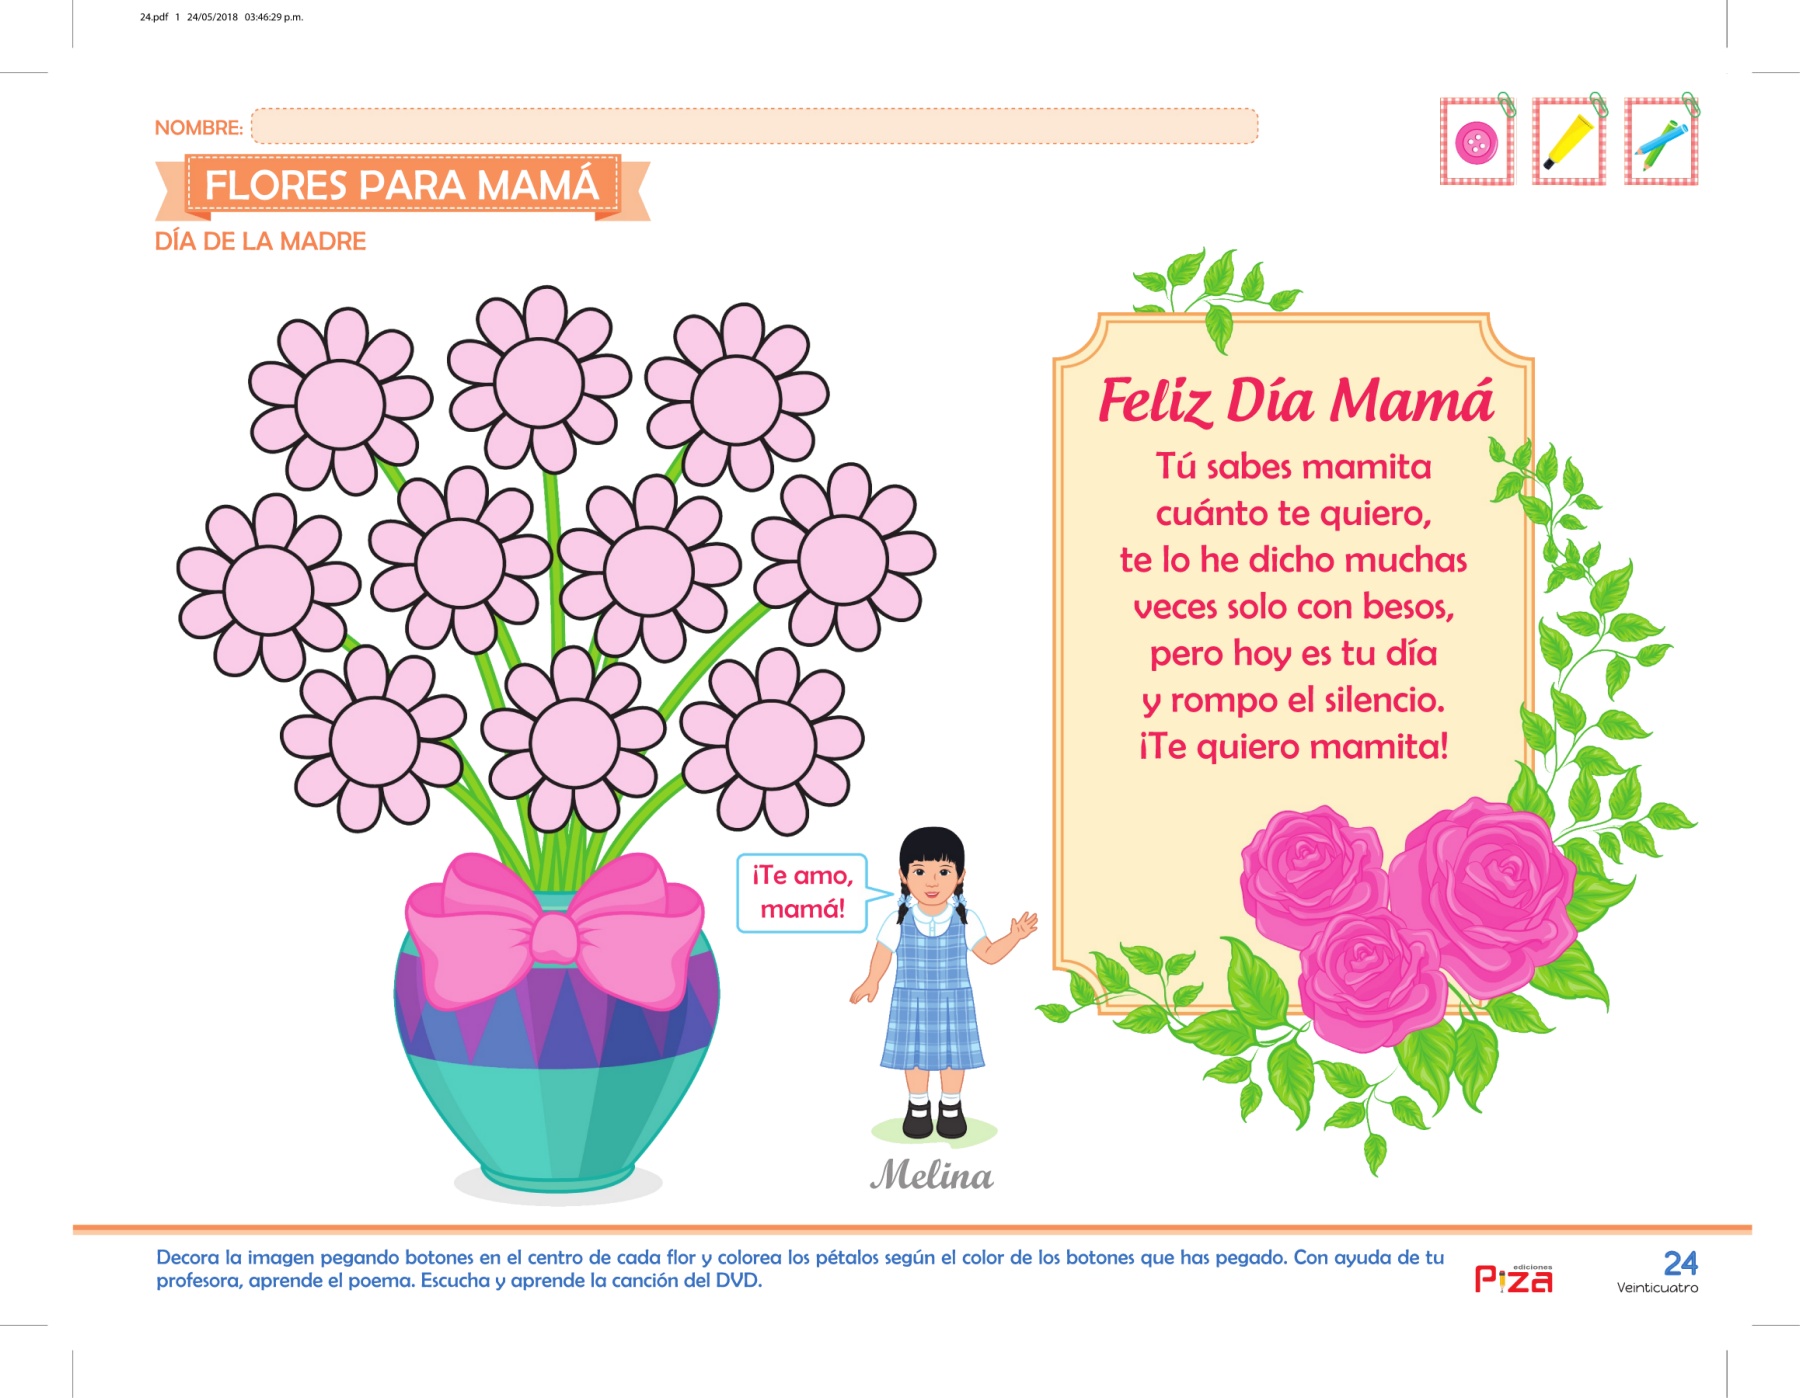 24.pdf 1 24/05/2018 03:46:29 p.m.
NOMBRE:
FLORES PARA MAMÁ
DÍA DE LA MADRE
Feliz Día Mamá
Tú sabes mamita
cuánto te quiero,
te lo he dicho muchas
veces solo con besos,
pero hoy es tu día
y rompo el silencio.
¡Te quiero mamita!
¡Te amo,
mamá!
Melina
Decora la imagen pegando botones en el centro de cada flor y colorea los pétalos según el color de los botones que has pegado. Con ayuda de tu
profesora, aprende el poema. Escucha y aprende la canción del DVD.
ediciones
Piza
24
Veinticuatro